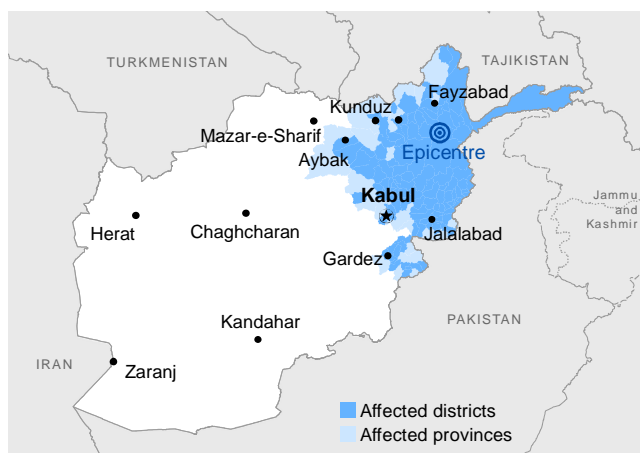 TURKMENISTAN
TAJIKISTAN
Fayzabad
Kunduz
Mazar-e-Sharif
Aybak
Epicentre
Kabul
Jammu
and
Kashmir
Herat
Chaghcharan
Jalalabad
Gardez
Kandahar
PAKISTAN
IRAN
Zaranj
Affected districts
Affected provinces